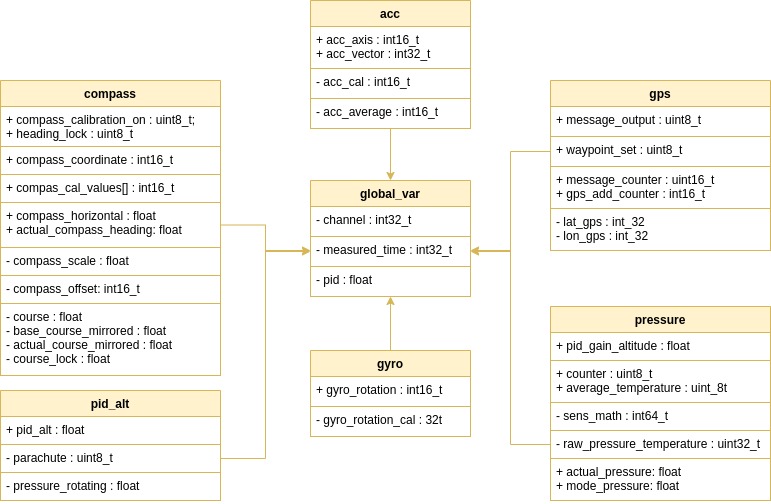 acc
+ acc_axis : int16_t
+ acc_vector : int32_t
- acc_cal : int16_t
- acc_average : int16_t
compass
+ compass_calibration_on : uint8_t;
+ heading_lock : uint8_t
+ compass_coordinate : int16_t
+ compas_cal_values[] : int16_t
+ compass_horizontal : float
+ actual_compass_heading: float
- compass_scale : float
- compass_offset: int16_t
- course : float
- base_course_mirrored : float
- actual_course_mirrored : float
- course_lock : float
global_var
- channel : int32_t
- measured_time : int32_t
- pid : float
gps
+ message_output : uint8_t
+ waypoint_set : uint8_t
+ message_counter : uint16_t
+ gps_add_counter : int16_t
- lat_gps : int_32
- lon_gps : int_32
pid_alt
+ pid_alt : float
- parachute : uint8_t
- pressure_rotating : float
gyro
+ gyro_rotation : int16_t
- gyro_rotation_cal : 32t
pressure
+ pid_gain_altitude : float
+ counter : uint8_t
+ average_temperature : uint_8t
- sens_math : int64_t
- raw_pressure_temperature : uint32_t
+ actual_pressure: float
+ mode_pressure: float